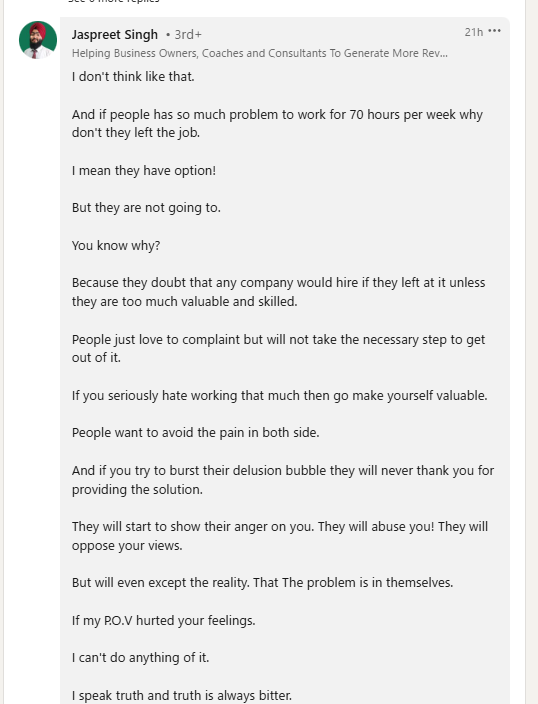 See 6 more replies
Jaspreet Singh • 3rd+
21h •••
Helping Business Owners, Coaches and Consultants To Generate More Rev...
I don't think like that.
And if people has so much problem to work for 70 hours per week why
don't they left the job.
I mean they have option!
But they are not going to.
You know why?
Because they doubt that any company would hire if they left at it unless
they are too much valuable and skilled.
People just love to complaint but will not take the necessary step to get
out of it.
If you seriously hate working that much then go make yourself valuable.
People want to avoid the pain in both side.
And if you try to burst their delusion bubble they will never thank you for
providing the solution.
They will start to show their anger on you. They will abuse you! They will
oppose your views.
But will even except the reality. That The problem is in themselves.
If my P.O.V hurted your feelings.
I can't do anything of it.
I speak truth and truth is always bitter.